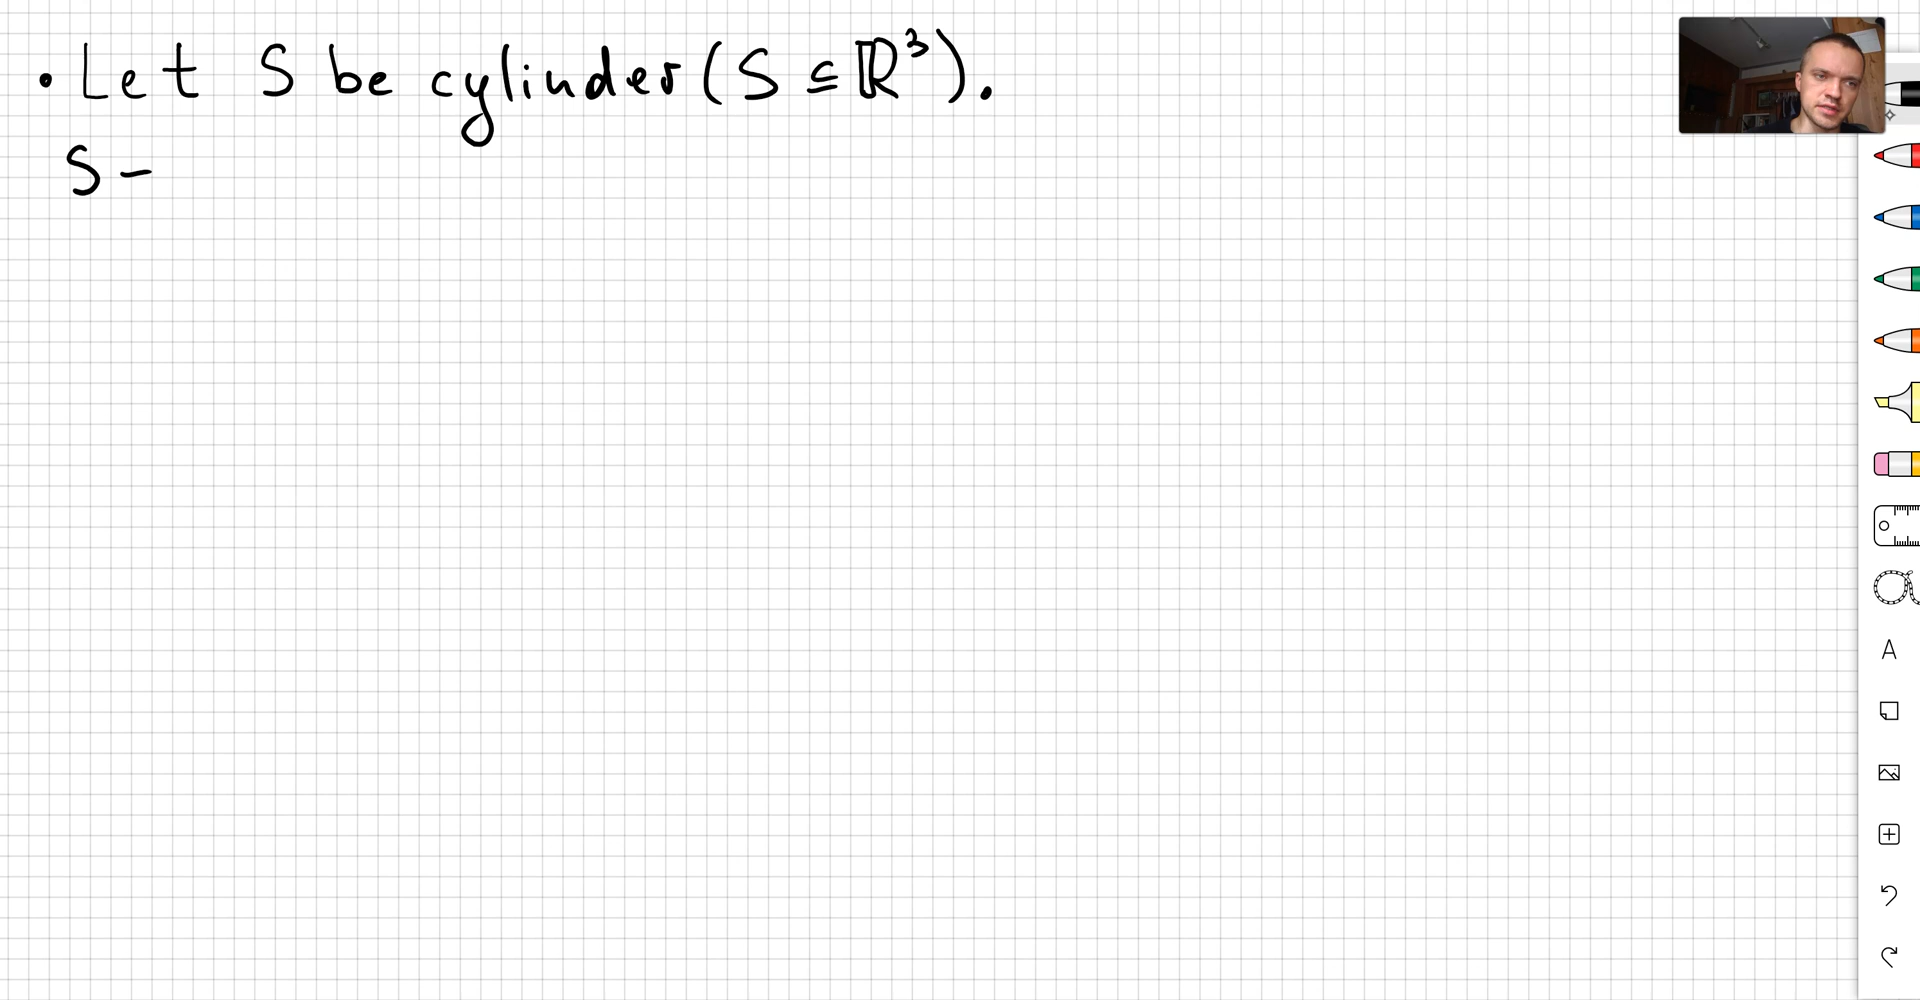 • Let S be cylinder (S ⊆ ℝ³).
S –
A